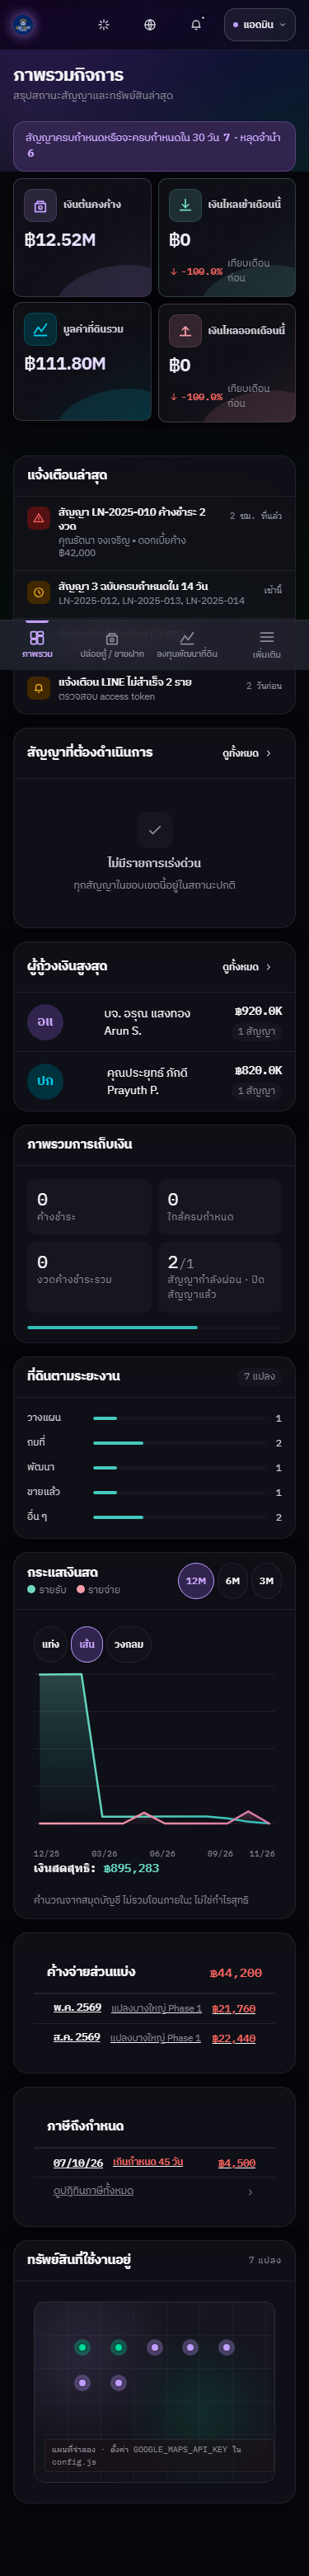 แอดมิน
ภาพรวมกิจการ
สรุปสถานะสัญญาและทรัพย์สินล่าสุด
สัญญาครบกำหนดหรือจะครบกำหนดใน 30 วัน 7 · หลุดจำนำ
6
เงินต้นคงค้าง
฿12.52M
เงินไหลเข้าเดือนนี้
฿0
↓ -100.0% เทียบเดือน
ก่อน
มูลค่าที่ดินรวม
฿111.80M
เงินไหลออกเดือนนี้
฿0
↓ -100.0% เทียบเดือน
ก่อน
แจ้งเตือนล่าสุด
สัญญา LN-2025-010 ค้างชำระ 2
งวด
2 ชม. ที่แล้ว
คุณรัตนา จงเจริญ • ดอกเบี้ยค้าง
฿42,000
สัญญา 3 ฉบับครบกำหนดใน 14 วัน
เช้านี้
LN-2025-012, LN-2025-013, LN-2025-014
ภาพรวม
ปล่อยกู้ / ขายฝาก
ลงทุนพัฒนาที่ดิน
เพิ่มเติม
แจ้งเตือน LINE ไม่สำเร็จ 2 ราย
2 วันก่อน
ตรวจสอบ access token
สัญญาที่ต้องดำเนินการ
ดูทั้งหมด
ไม่มีรายการเร่งด่วน
ทุกสัญญาในขอบเขตนี้อยู่ในสถานะปกติ
ผู้กู้วงเงินสูงสุด
ดูทั้งหมด
อแ
บจ. อรุณ แสงทอง
Arun S.
฿920.0K
1 สัญญา
ปภ
คุณประยุทธ์ ภักดี
Prayuth P.
฿820.0K
1 สัญญา
ภาพรวมการเก็บเงิน
0
ค้างชำระ
0
ใกล้ครบกำหนด
0
งวดค้างชำระรวม
2/1
สัญญากำลังผ่อน · ปิด
สัญญาแล้ว
ที่ดินตามระยะงาน
7 แปลง
วางแผน 1
ถมที่ 2
พัฒนา 1
ขายแล้ว 1
อื่น ๆ 2
กระแสเงินสด
รายรับ รายจ่าย
12M 6M 3M
แท่ง เส้น วงกลม
12/25 03/26 06/26 09/26 11/26
เงินสดสุทธิ: ฿895,283
คำนวณจากสมุดบัญชี ไม่รวมโอนภายใน; ไม่ใช่กำไรสุทธิ
ค้างจ่ายส่วนแบ่ง ฿44,200
พ.ค. 2569 แปลงบางใหญ่ Phase 1 ฿21,760
ส.ค. 2569 แปลงบางใหญ่ Phase 1 ฿22,440
ภาษีถึงกำหนด
07/10/26 เกินกำหนด 45 วัน ฿4,500
ดูปฏิทินภาษีทั้งหมด
ทรัพย์สินที่ใช้งานอยู่
7 แปลง
แผนที่จำลอง · ตั้งค่า GOOGLE_MAPS_API_KEY ใน
config.js